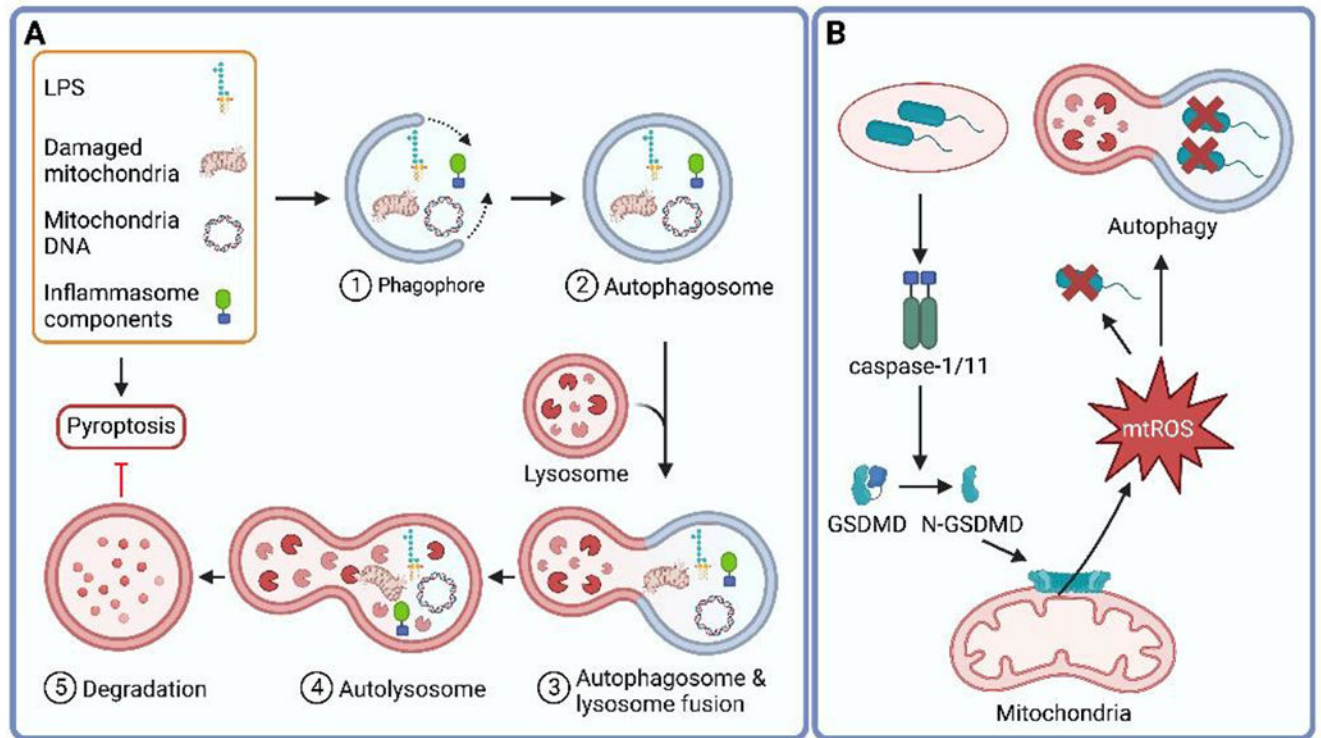 A
LPS
Damaged
mitochondria
Mitochondria
DNA
Inflammasome
components
1 Phagophore
2 Autophagosome
Pyroptosis
Lysosome
5 Degradation
4 Autolysosome
3 Autophagosome &
lysosome fusion
B
Autophagy
caspase-1/11
mtROS
GSDMD N-GSDMD
Mitochondria